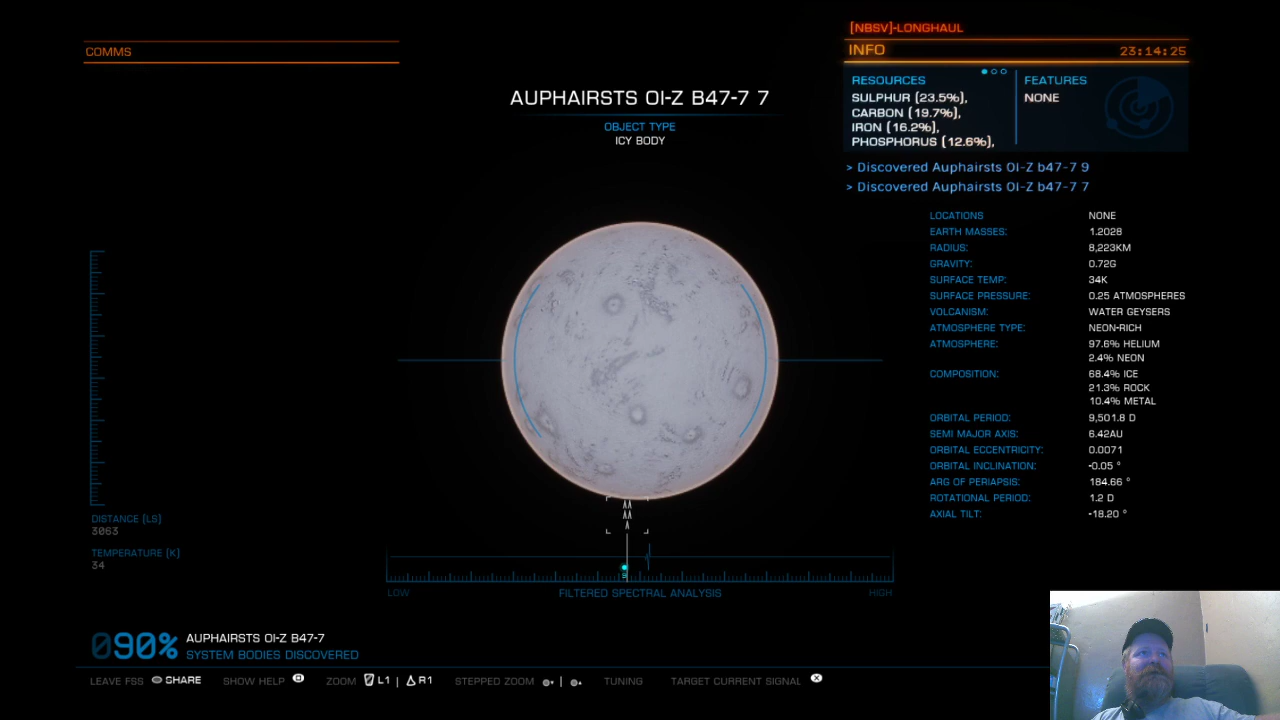 [NBSV]-LONGHAUL
COMMS
INFO 23:14:25
RESOURCES
SULPHUR (23.5%),
CARBON (19.7%),
IRON (16.2%),
PHOSPHORUS (12.6%),
FEATURES
NONE
AUPHAIRSTS OI-Z B47-7 7
OBJECT TYPE
ICY BODY
> Discovered Auphairsts OI-Z b47-7 9
> Discovered Auphairsts OI-Z b47-7 7
LOCATIONS NONE
EARTH MASSES: 1.2028
RADIUS: 8,223KM
GRAVITY: 0.72G
SURFACE TEMP: 34K
SURFACE PRESSURE: 0.25 ATMOSPHERES
VOLCANISM: WATER GEYSERS
ATMOSPHERE TYPE: NEON-RICH
ATMOSPHERE: 97.6% HELIUM
2.4% NEON
COMPOSITION: 68.4% ICE
21.3% ROCK
10.4% METAL
ORBITAL PERIOD: 9,501.8 D
SEMI MAJOR AXIS: 6.42AU
ORBITAL ECCENTRICITY: 0.0071
ORBITAL INCLINATION: -0.05 °
ARG OF PERIAPSIS: 184.66 °
ROTATIONAL PERIOD: 1.2 D
AXIAL TILT: -18.20 °
DISTANCE (LS)
3063
TEMPERATURE (K)
34
LOW FILTERED SPECTRAL ANALYSIS HIGH
090% AUPHAIRSTS OI-Z B47-7
SYSTEM BODIES DISCOVERED
LEAVE FSS SHARE SHOW HELP ZOOM L1 | R1 STEPPED ZOOM | TUNING TARGET CURRENT SIGNAL